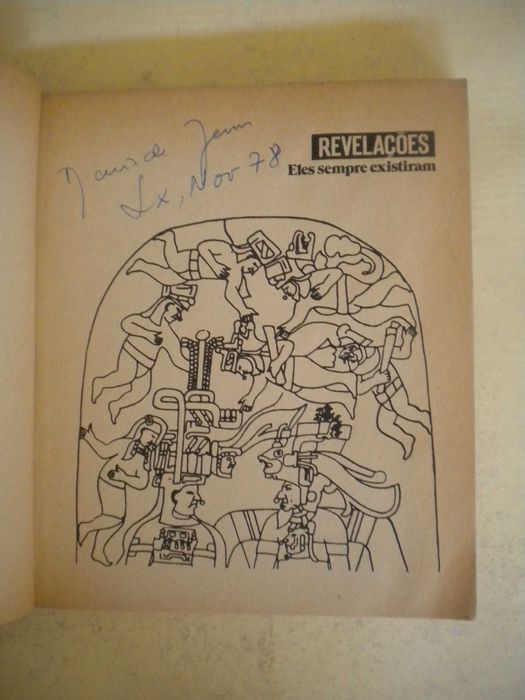 REVELAÇÕES
Eles sempre existiram
Lx, Nov 78